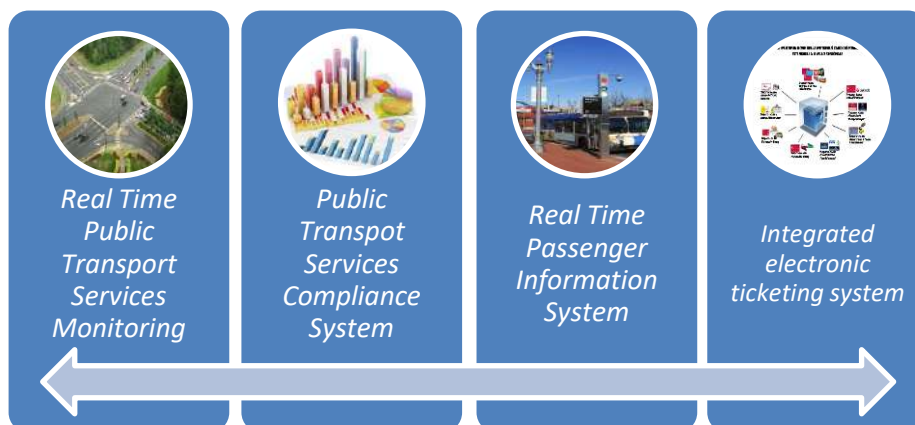 Real Time
Public
Transport
Services
Monitoring
Public
Transpot
Services
Compliance
System
Real Time
Passenger
Information
System
Integrated
electronic
ticketing system